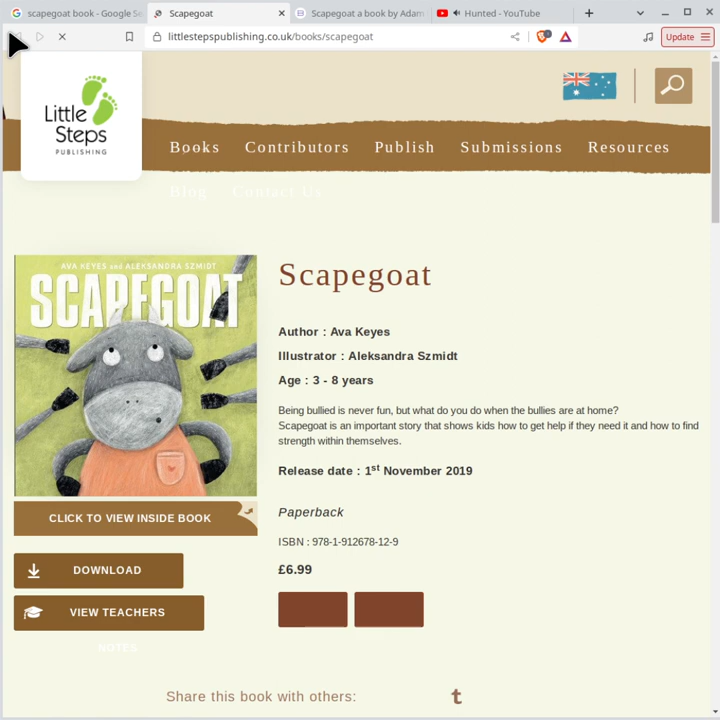 scapegoat book - Google Se
Scapegoat
Scapegoat a book by Adam
Hunted - YouTube
littlestepspublishing.co.uk/books/scapegoat
Update
Little
Steps
PUBLISHING
Books Contributors Publish Submissions Resources
Blog Contact Us
AVA KEYES and ALEKSANDRA SZMIDT
SCAPEGOAT
Scapegoat
Author : Ava Keyes
Illustrator : Aleksandra Szmidt
Age : 3 - 8 years
Being bullied is never fun, but what do you do when the bullies are at home?
Scapegoat is an important story that shows kids how to get help if they need it and how to find
strength within themselves.
Release date : 1st November 2019
Paperback
ISBN : 978-1-912678-12-9
£6.99
CLICK TO VIEW INSIDE BOOK
DOWNLOAD
VIEW TEACHERS
NOTES
Share this book with others:
t